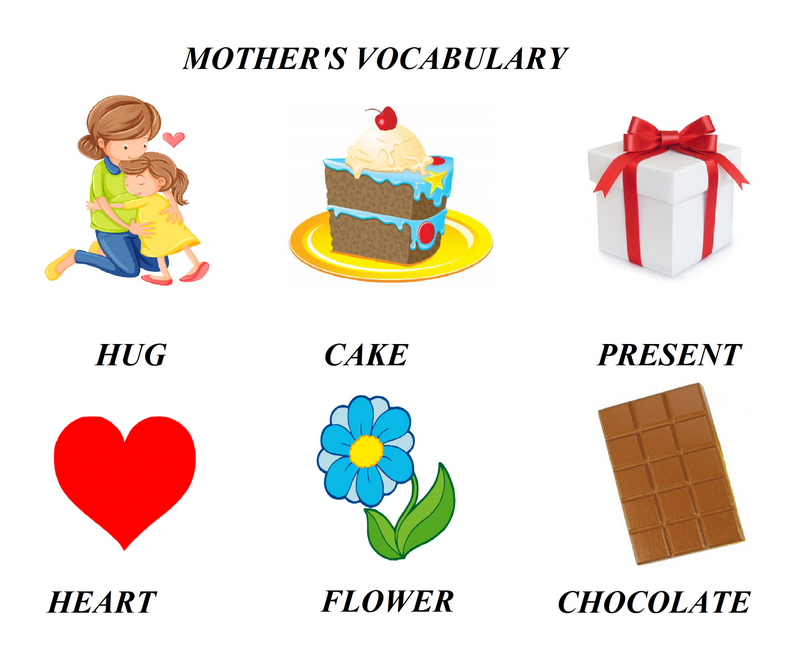 MOTHER'S VOCABULARY
HUG CAKE PRESENT
HEART FLOWER CHOCOLATE